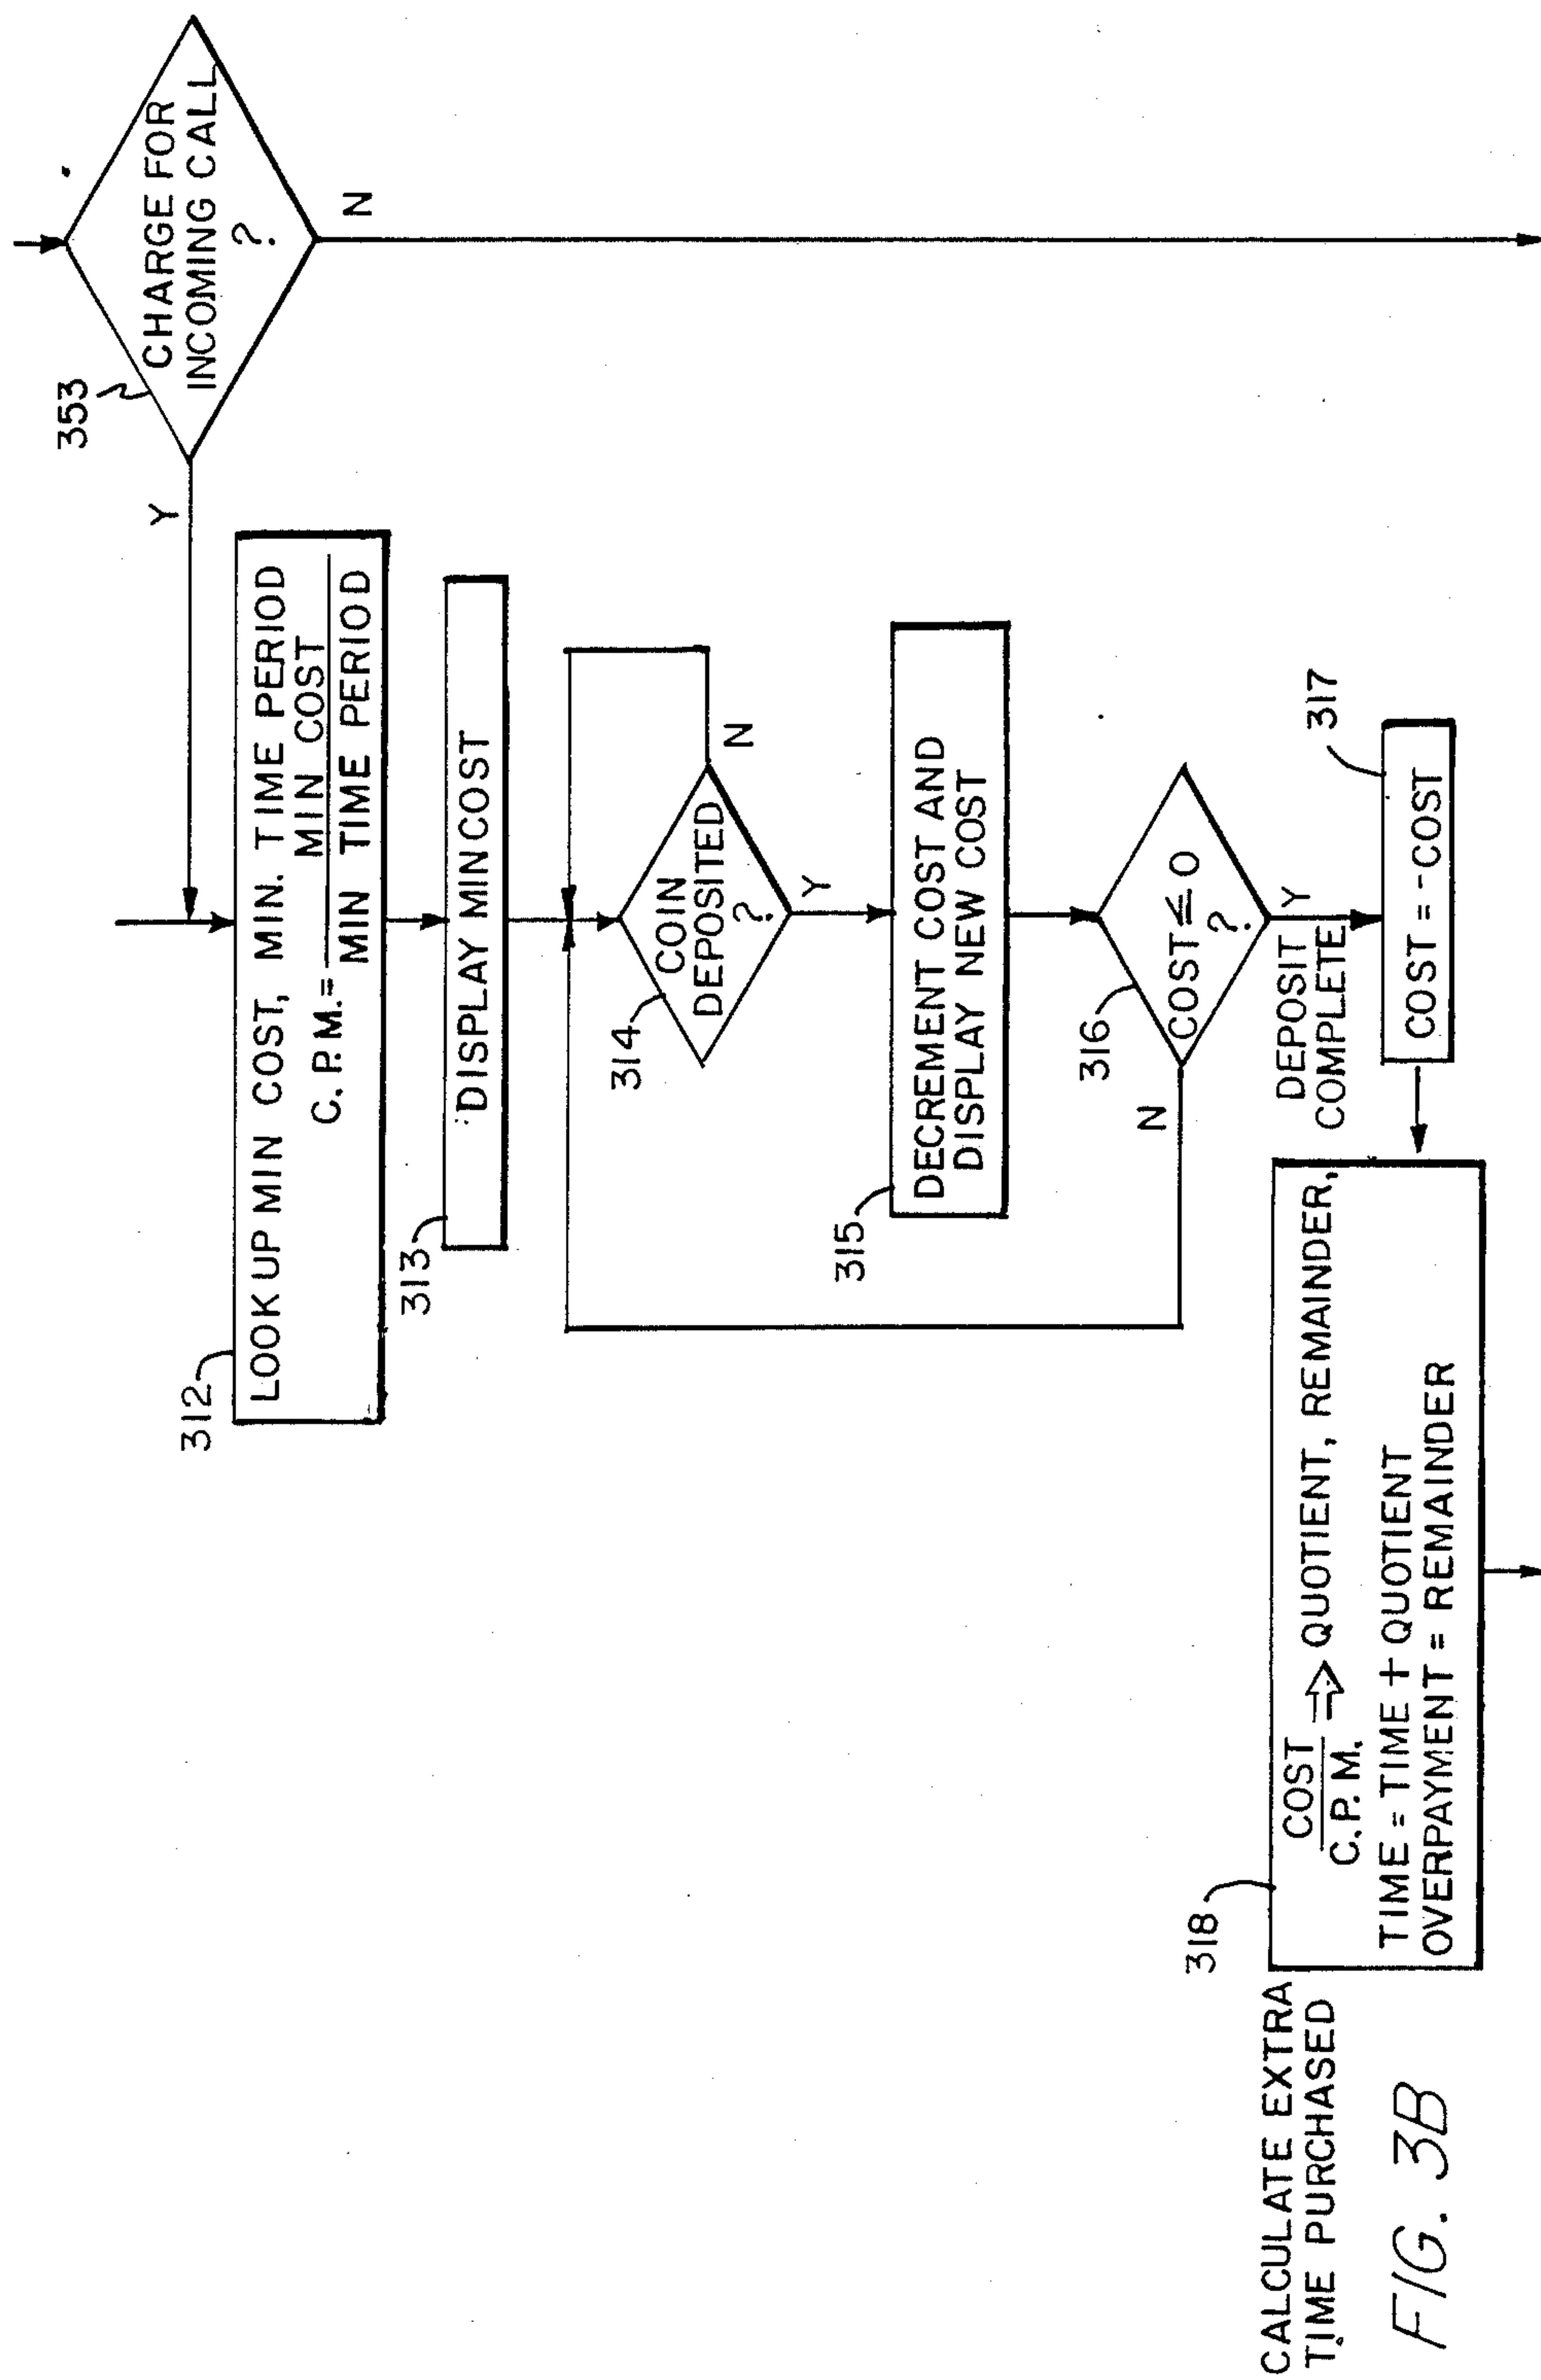 353
CHARGE FOR
INCOMING CALL
?
Y
N
312
LOOK UP MIN COST, MIN. TIME PERIOD
C.P.M. = MIN COST
MIN TIME PERIOD
313
DISPLAY MIN COST
314
COIN
DEPOSITED
?
N
Y
315
DECREMENT COST AND
DISPLAY NEW COST
316
COST ≤ 0
?
N
Y
DEPOSIT
COMPLETE
317
COST = -COST
318
COST
C.P.M.
⇒ QUOTIENT, REMAINDER,
TIME = TIME + QUOTIENT
OVERPAYMENT = REMAINDER
CALCULATE EXTRA
TIME PURCHASED
FIG. 3B